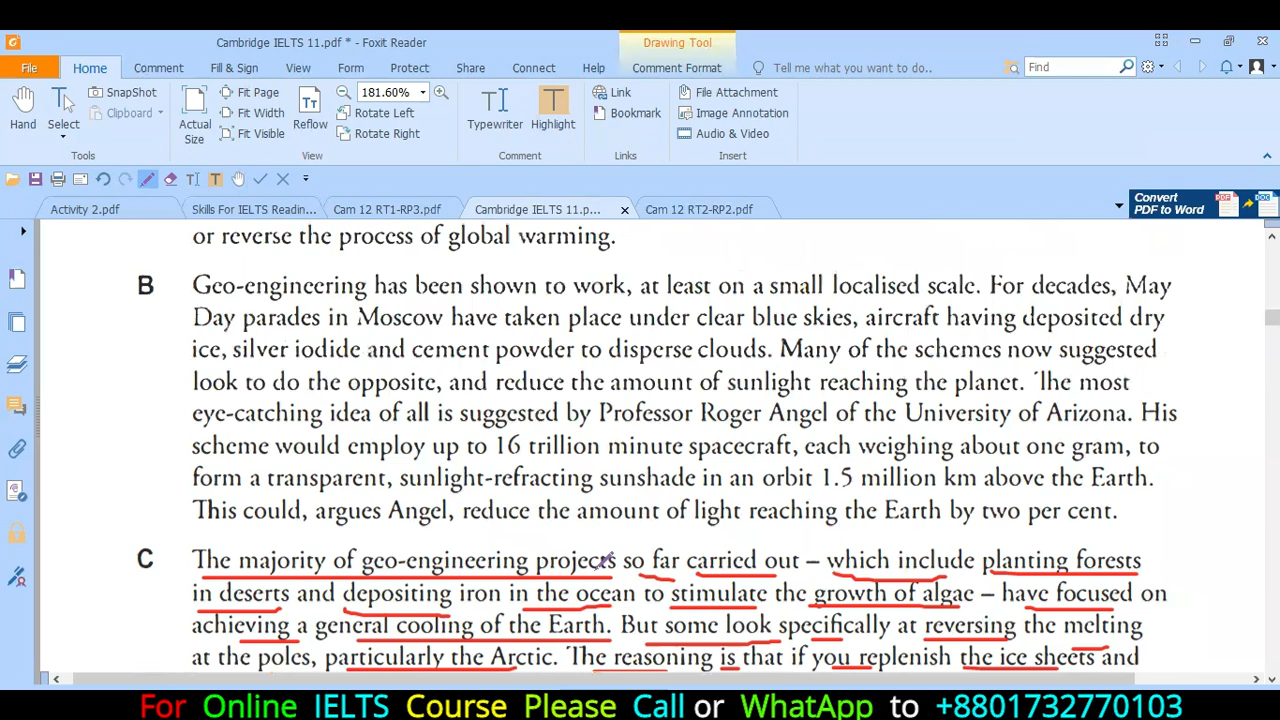 Cambridge IELTS 11.pdf * - Foxit Reader
Drawing Tool
File Home Comment Fill & Sign View Form Protect Share Connect Help Comment Format Tell me what you want to do.. Find
SnapShot Fit Page 181.60% Link File Attachment
Clipboard Fit Width Rotate Left Bookmark Image Annotation
Hand Select Actual Size Fit Visible Reflow Rotate Right Typewriter Highlight Audio & Video
Tools View Comment Links Insert
Activity 2.pdf Skills For IELTS Readin... Cam 12 RT1-RP3.pdf Cambridge IELTS 11.p... Cam 12 RT2-RP2.pdf Convert PDF to Word
or reverse the process of global warming.
B Geo-engineering has been shown to work, at least on a small localised scale. For decades, May
Day parades in Moscow have taken place under clear blue skies, aircraft having deposited dry
ice, silver iodide and cement powder to disperse clouds. Many of the schemes now suggested
look to do the opposite, and reduce the amount of sunlight reaching the planet. The most
eye-catching idea of all is suggested by Professor Roger Angel of the University of Arizona. His
scheme would employ up to 16 trillion minute spacecraft, each weighing about one gram, to
form a transparent, sunlight-refracting sunshade in an orbit 1.5 million km above the Earth.
This could, argues Angel, reduce the amount of light reaching the Earth by two per cent.
C The majority of geo-engineering projects so far carried out – which include planting forests
in deserts and depositing iron in the ocean to stimulate the growth of algae – have focused on
achieving a general cooling of the Earth. But some look specifically at reversing the melting
at the poles, particularly the Arctic. The reasoning is that if you replenish the ice sheets and
For Online IELTS Course Please Call or WhatApp to +8801732770103